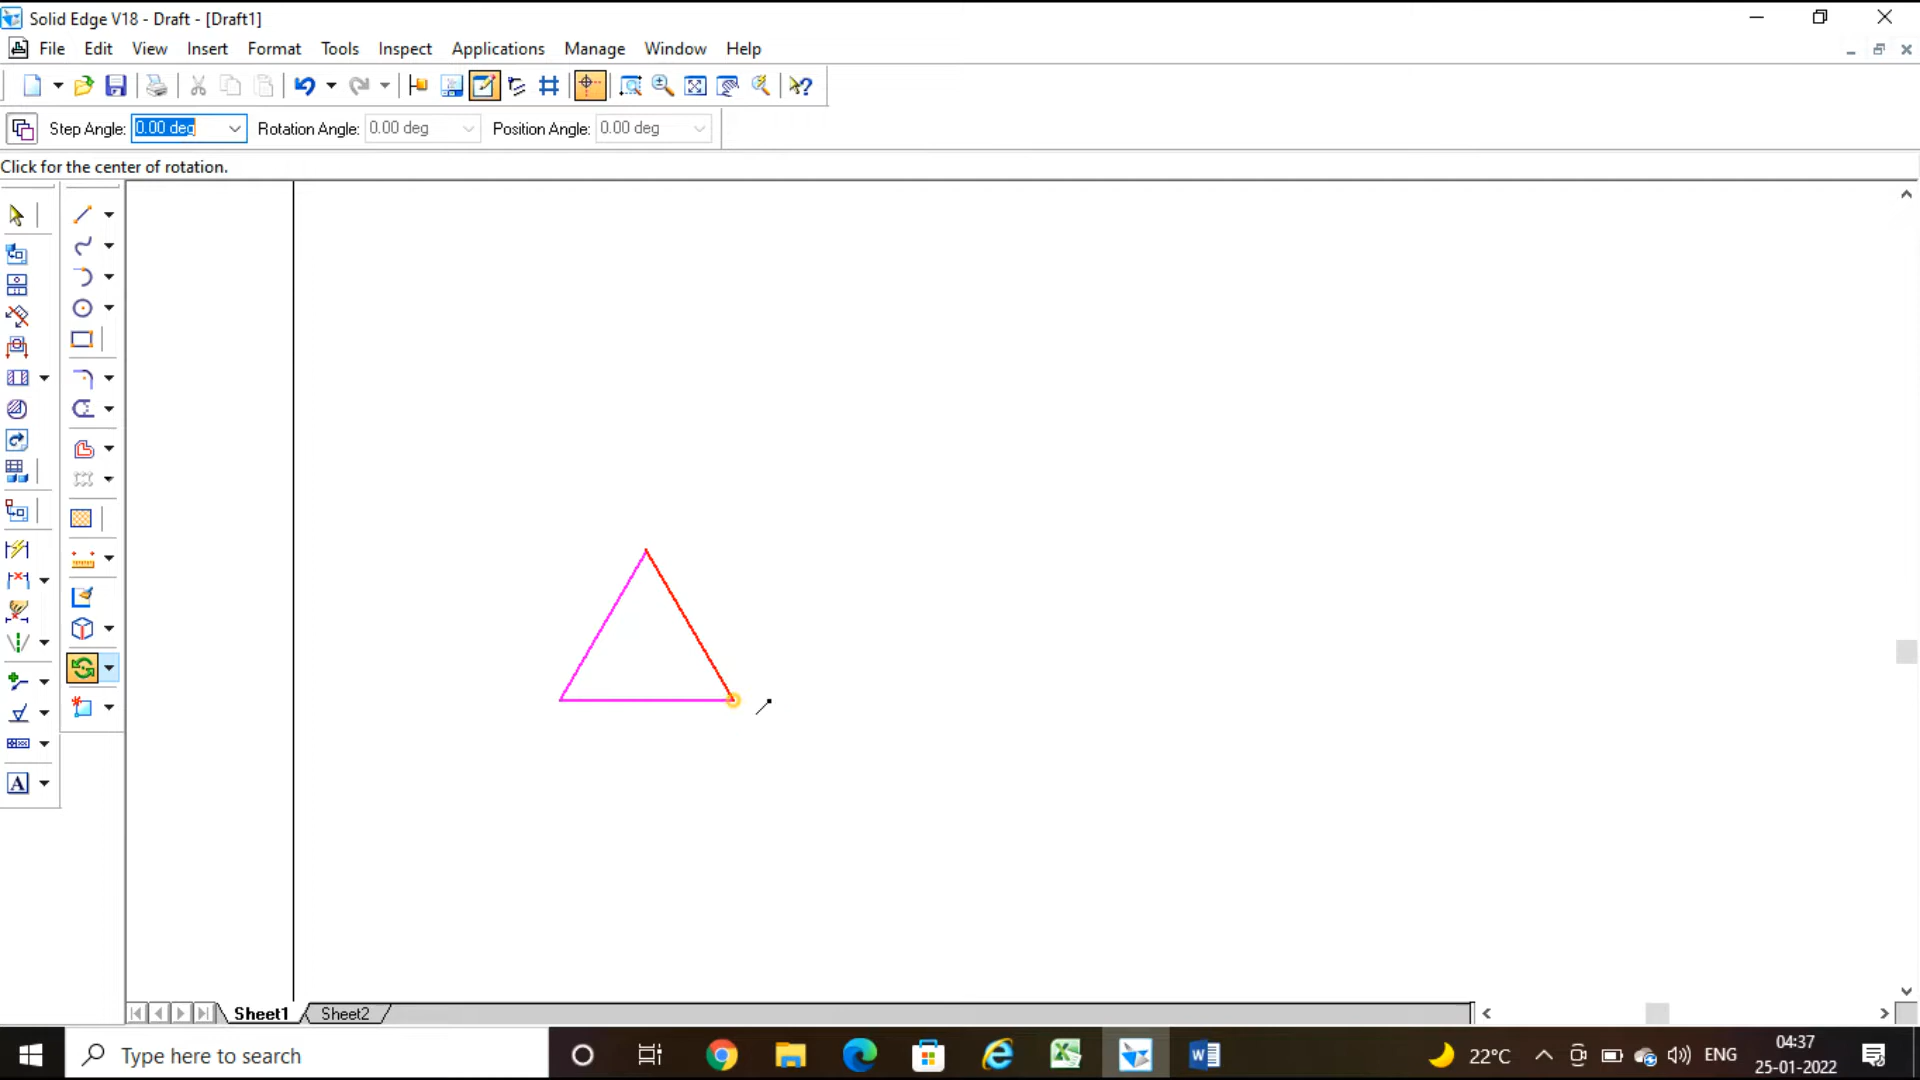 Solid Edge V18 - Draft - [Draft1]
File Edit View Insert Format Tools Inspect Applications Manage Window Help
Step Angle: 0.00 deg Rotation Angle: 0.00 deg Position Angle: 0.00 deg
Click for the center of rotation.
A
Sheet1 Sheet2
Type here to search
22°C ENG
04:37
25-01-2022